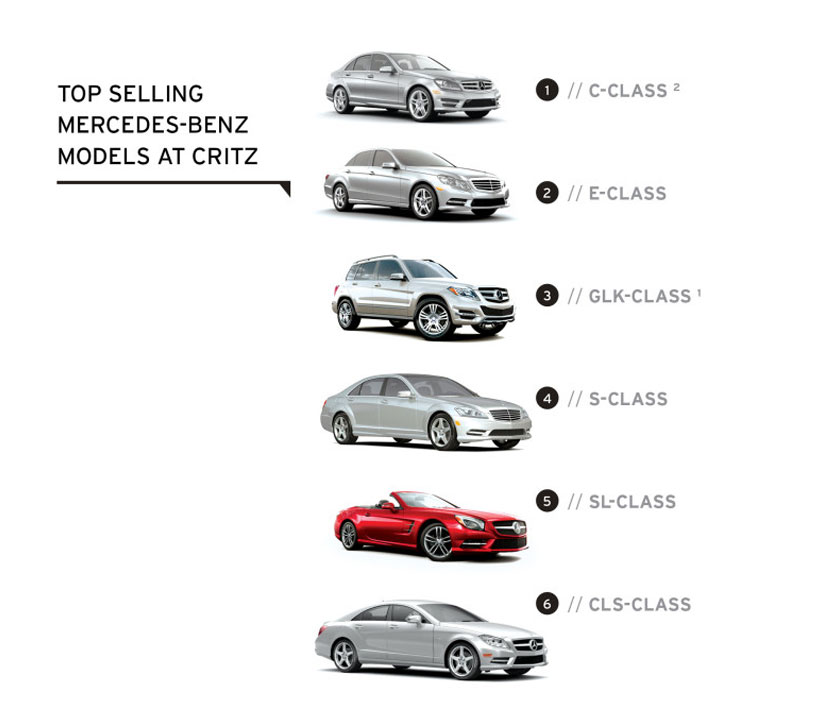 TOP SELLING
MERCEDES-BENZ
MODELS AT CRITZ
1 // C-CLASS ²
2 // E-CLASS
3 // GLK-CLASS ¹
4 // S-CLASS
5 // SL-CLASS
6 // CLS-CLASS